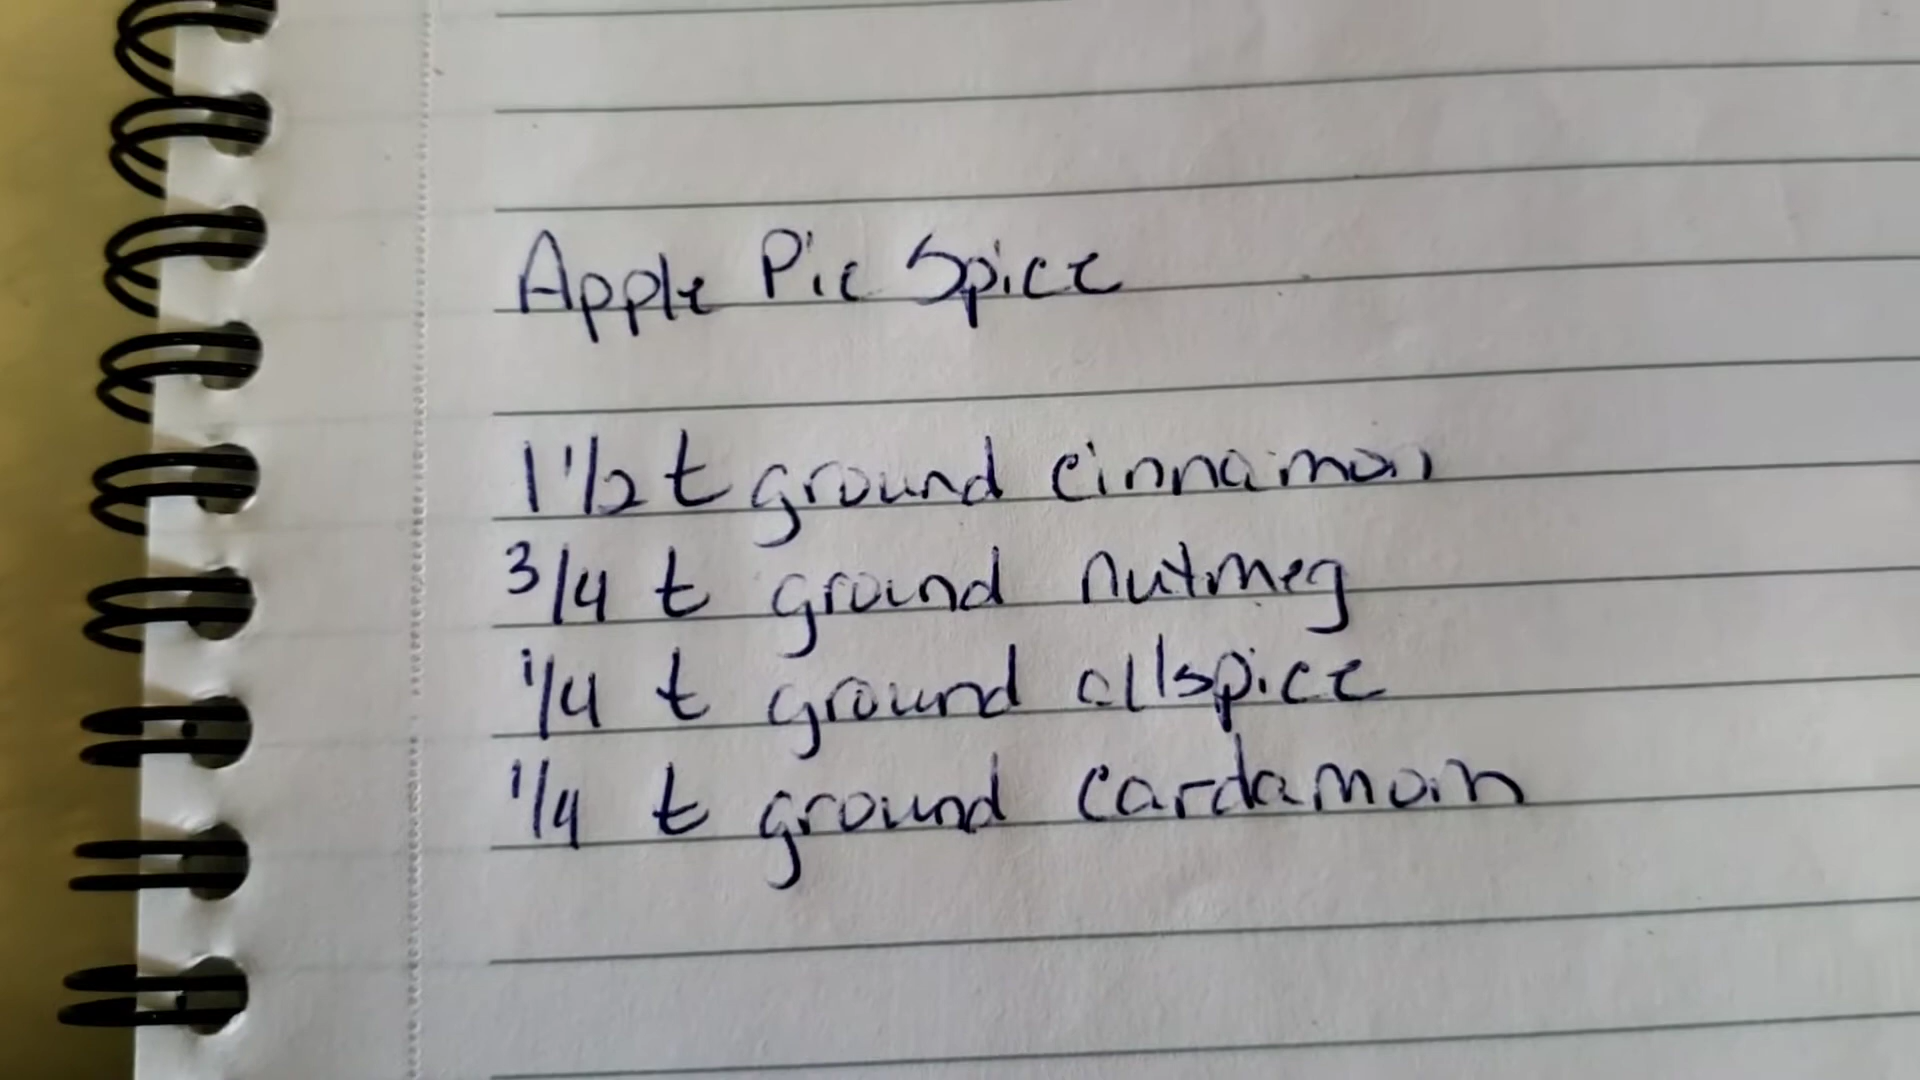 Apple Pie Spice
1 1/2 t ground cinnamon
3/4 t ground nutmeg
1/4 t ground allspice
1/4 t ground cardamom